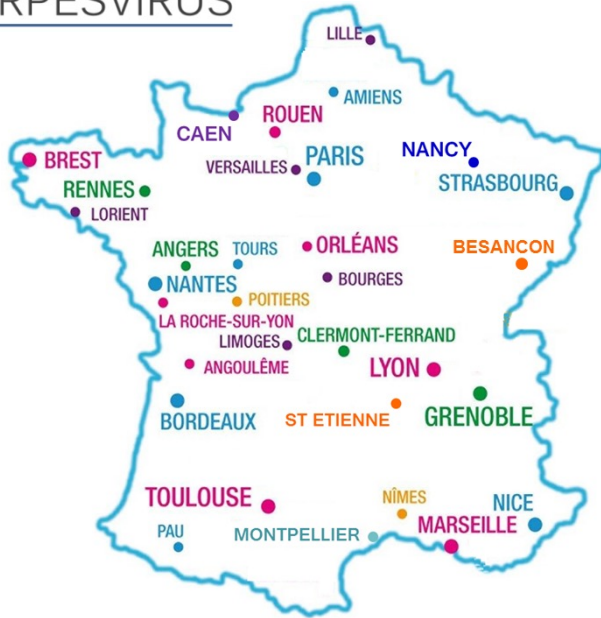 RPESVIRUS
LILLE
AMIENS
ROUEN
CAEN
PARIS
NANCY
BREST
VERSAILLES
STRASBOURG
RENNES
LORIENT
ORLÉANS
BESANCON
ANGERS
TOURS
BOURGES
NANTES
POITIERS
LA ROCHE-SUR-YON
CLERMONT-FERRAND
LIMOGES
ANGOULÊME
LYON
BORDEAUX
ST ETIENNE
GRENOBLE
TOULOUSE
NÎMES
NICE
MARSEILLE
PAU
MONTPELLIER